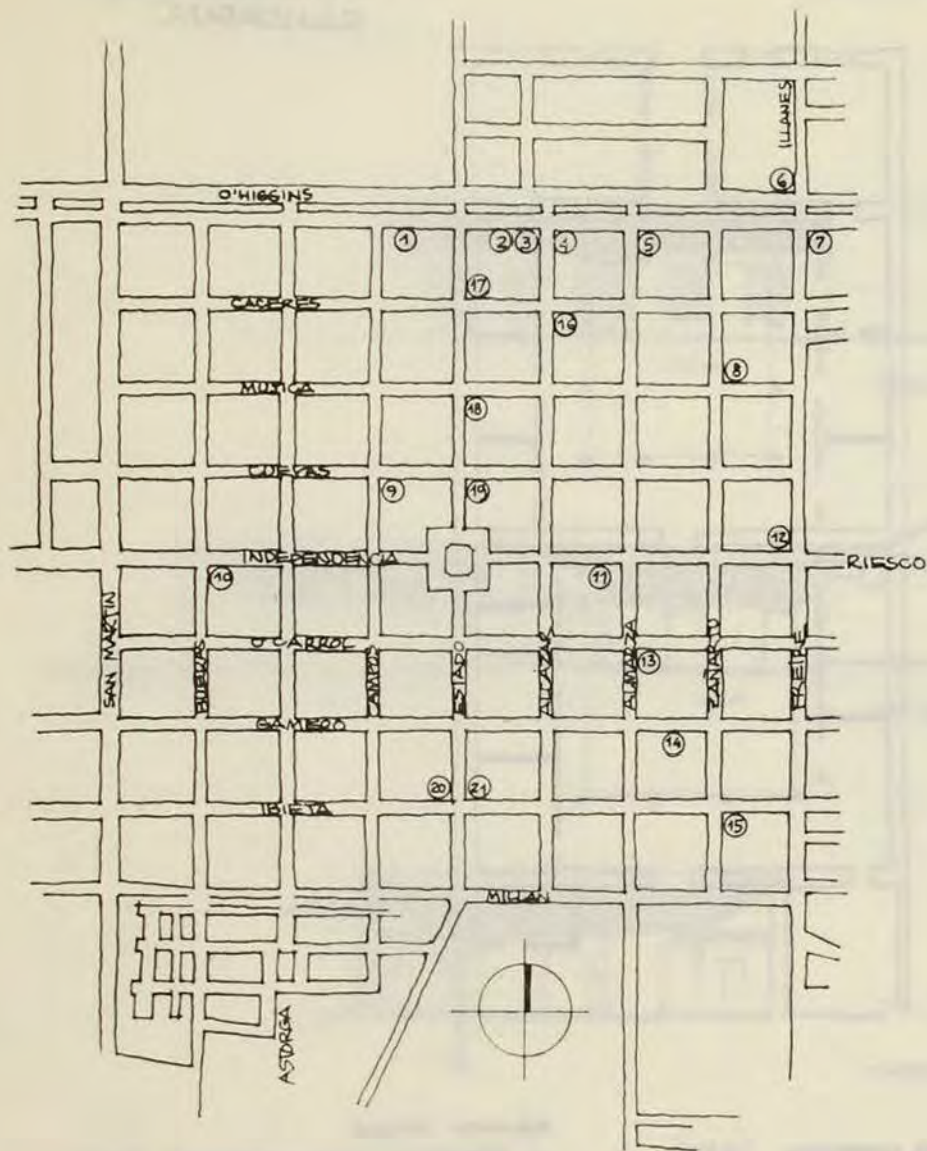 ILLANES
6
O'HIGGINS
1
2
3
4
5
7
17
CACERES
16
8
MUJICA
18
CUEVAS
9
19
12
INDEPENDENCIA
RIESCO
10
11
SAN MARTIN
BUERAS
O'CARROL
CAMPOS
ESTADO
ALCAZAR
ALMARZA
13
ZAÑARTU
FREIRE
GAMERO
14
20
21
IBIETA
15
MILLAN
ASTORGA